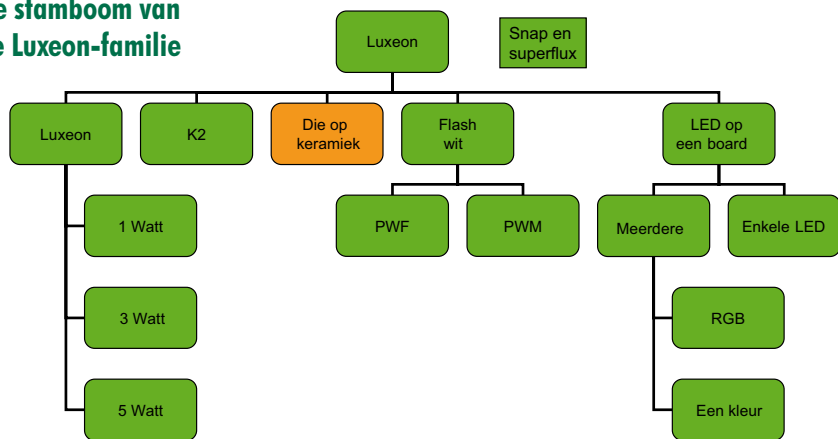 e stamboom van
e Luxeon-familie
Luxeon
Snap en
superflux
Luxeon
K2
Die op
keramiek
Flash
wit
LED op
een board
1 Watt
PWF
PWM
Meerdere
Enkele LED
3 Watt
RGB
5 Watt
Een kleur